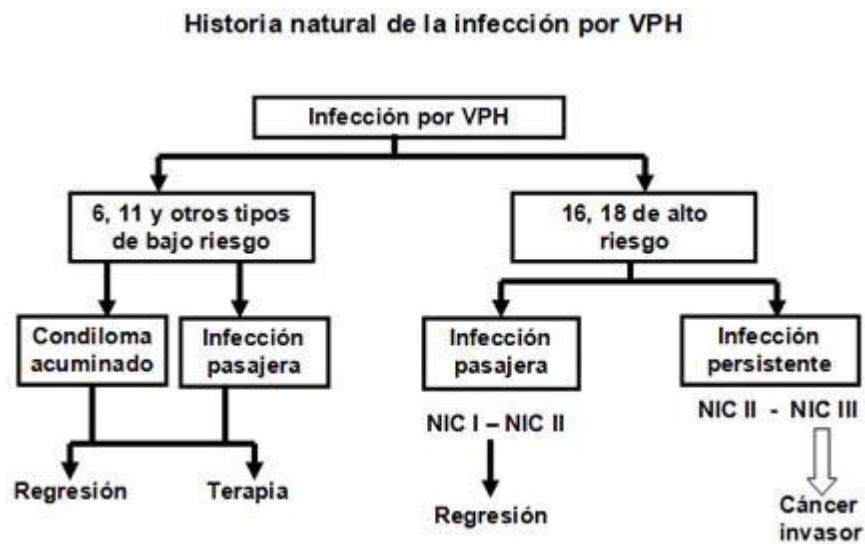 Historia natural de la infección por VPH
Infección por VPH
6, 11 y otros tipos
de bajo riesgo
16, 18 de alto
riesgo
Condiloma
acuminado
Infección
pasajera
Infección
pasajera
Infección
persistente
NIC I – NIC II
NIC II - NIC III
Regresión
Terapia
Regresión
Cáncer
invasor